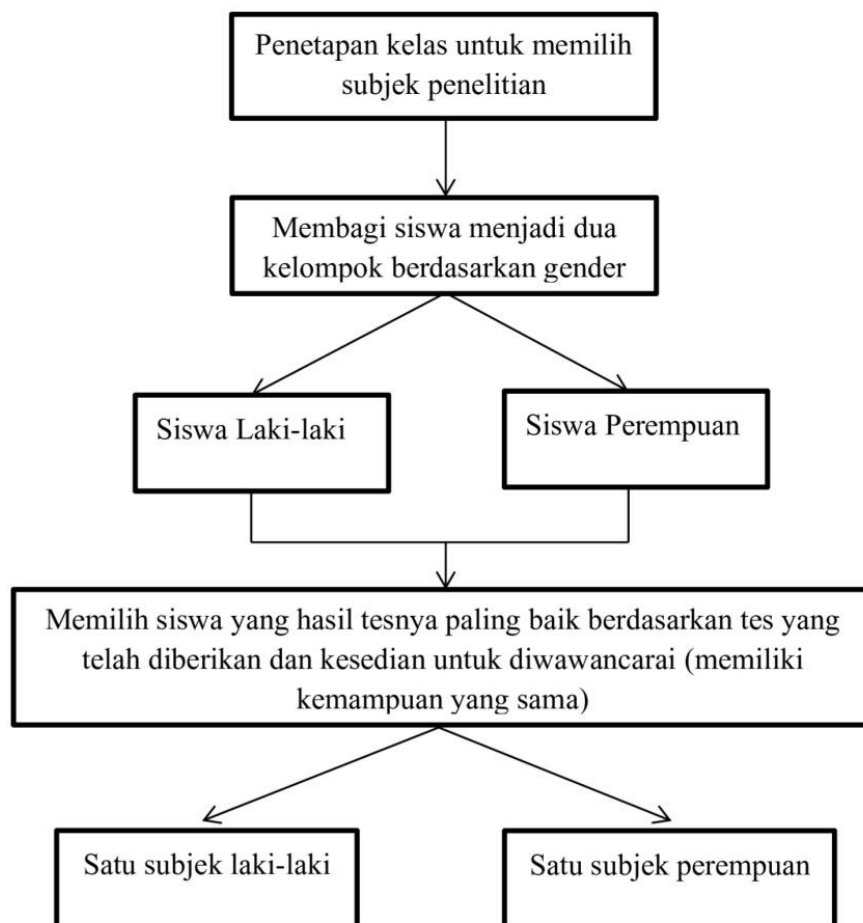 Penetapan kelas untuk memilih
subjek penelitian
Membagi siswa menjadi dua
kelompok berdasarkan gender
Siswa Laki-laki
Siswa Perempuan
Memilih siswa yang hasil tesnya paling baik berdasarkan tes yang
telah diberikan dan kesedian untuk diwawancarai (memiliki
kemampuan yang sama)
Satu subjek laki-laki
Satu subjek perempuan